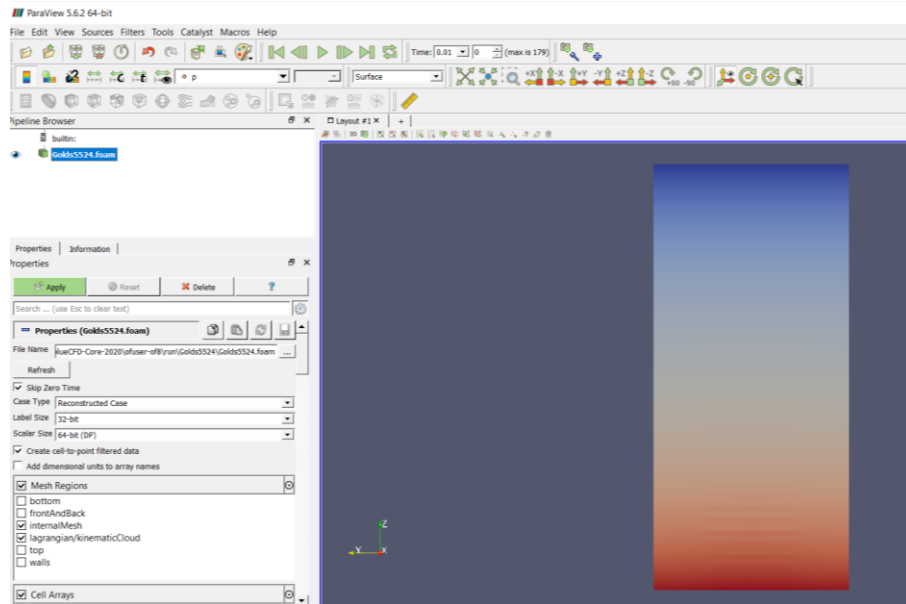 ParaView 5.6.2 64-bit
File Edit View Sources Filters Tools Catalyst Macros Help
Time: 0.01 0 (max is 179)
p Surface +X -X +Y -Y +Z -Z +90 -90
Pipeline Browser
Layout #1 +
builtin:
Golds5524.foam
3D
Properties Information
Properties
Apply Reset Delete ?
Search ... (use Esc to clear text)
Properties (Golds5524.foam)
File Name lueCFD-Core-2020\ofuser-of8\run\Golds5524\Golds5524.foam ...
Refresh
Skip Zero Time
Case Type Reconstructed Case
Label Size 32-bit
Scalar Size 64-bit (DP)
Create cell-to-point filtered data
Add dimensional units to array names
Mesh Regions
bottom
frontAndBack
internalMesh
lagrangian/kinematicCloud
top
walls
Cell Arrays
Z
Y X